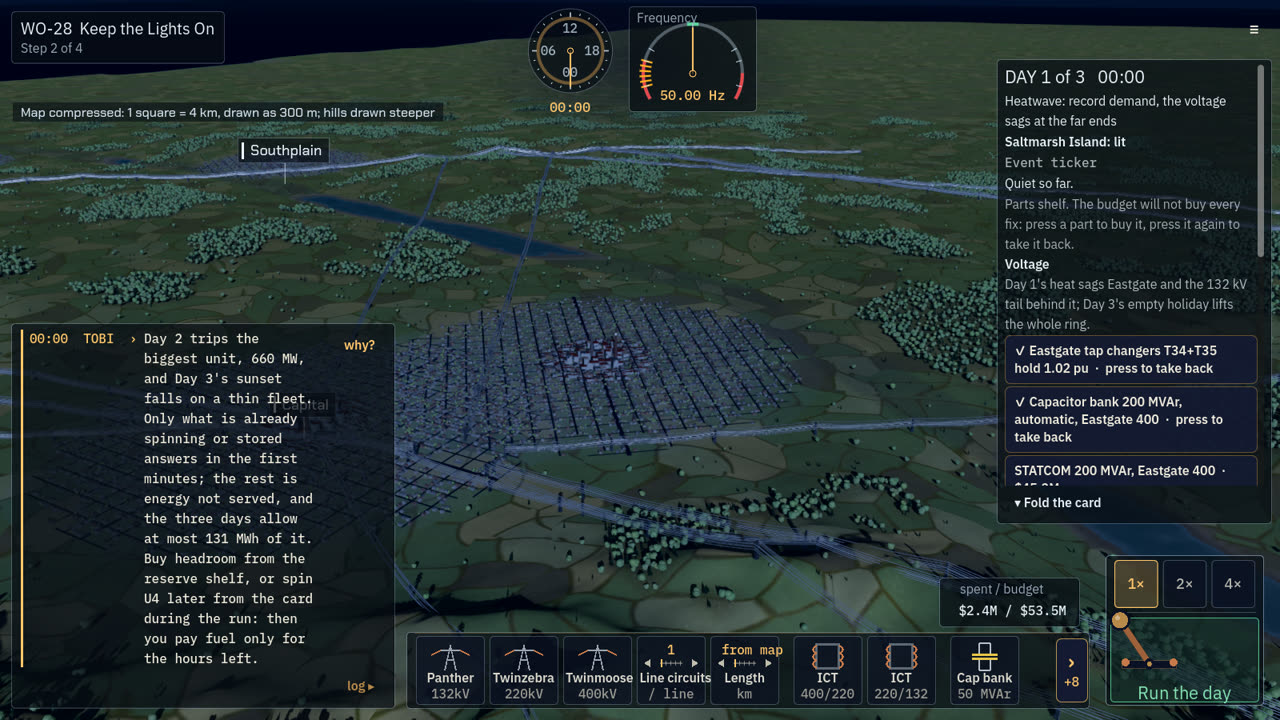 WO-28 Keep the Lights On
Step 2 of 4
12
06
18
00
00:00
Frequency
50.00 Hz
≡
Map compressed: 1 square = 4 km, drawn as 300 m; hills drawn steeper
Southplain
Capital
DAY 1 of 3 00:00
Heatwave: record demand, the voltage
sags at the far ends
Saltmarsh Island: lit
Event ticker
Quiet so far.
Parts shelf. The budget will not buy every
fix: press a part to buy it, press it again to
take it back.
Voltage
Day 1's heat sags Eastgate and the 132 kV
tail behind it; Day 3's empty holiday lifts
the whole ring.
✓ Eastgate tap changers T34+T35
hold 1.02 pu · press to take back
✓ Capacitor bank 200 MVAr,
automatic, Eastgate 400 · press to
take back
STATCOM 200 MVAr, Eastgate 400 ·
▾ Fold the card
00:00 TOBI › Day 2 trips the
biggest unit, 660 MW,
and Day 3's sunset
falls on a thin fleet.
Only what is already
spinning or stored
answers in the first
minutes; the rest is
energy not served, and
the three days allow
at most 131 MWh of it.
Buy headroom from the
reserve shelf, or spin
U4 later from the card
during the run: then
you pay fuel only for
the hours left.
why?
log ▸
spent / budget
$2.4M / $53.5M
Panther
132kV
Twinzebra
220kV
Twinmoose
400kV
1
Line circuits
/ line
from map
Length
km
ICT
400/220
ICT
220/132
Cap bank
50 MVAr
›
+8
1×
2×
4×
Run the day